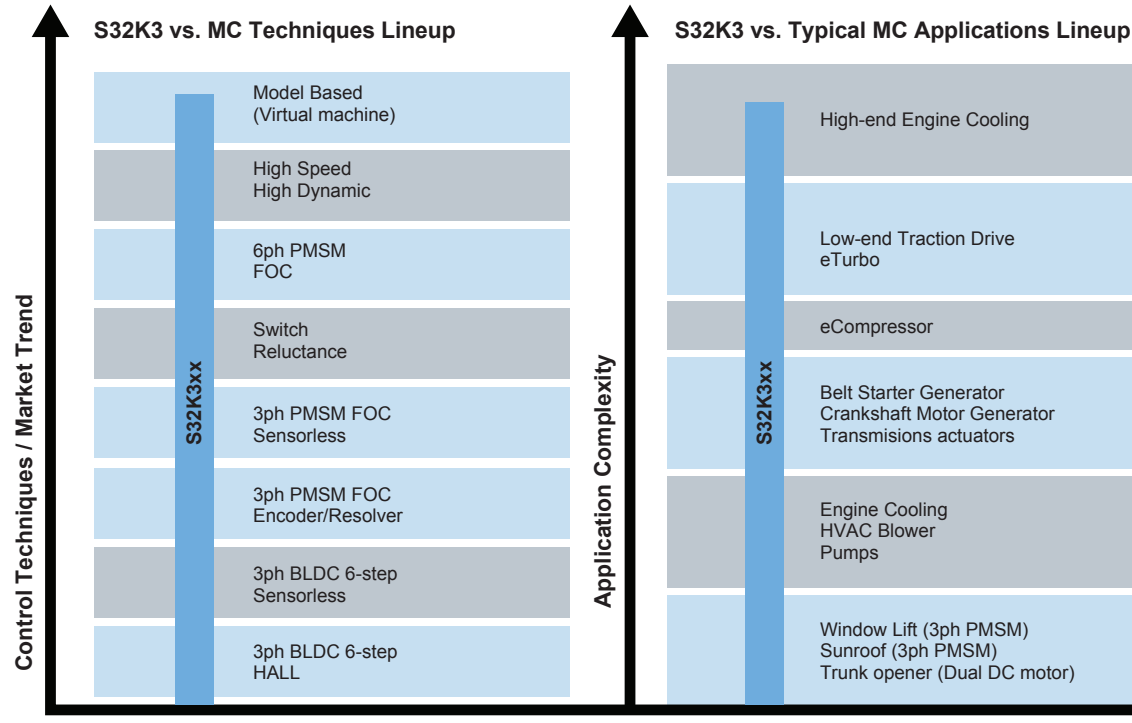 S32K3 vs. MC Techniques Lineup
Control Techniques / Market Trend
S32K3xx
Model Based
(Virtual machine)
High Speed
High Dynamic
6ph PMSM
FOC
Switch
Reluctance
3ph PMSM FOC
Sensorless
3ph PMSM FOC
Encoder/Resolver
3ph BLDC 6-step
Sensorless
3ph BLDC 6-step
HALL
S32K3 vs. Typical MC Applications Lineup
Application Complexity
S32K3xx
High-end Engine Cooling
Low-end Traction Drive
eTurbo
eCompressor
Belt Starter Generator
Crankshaft Motor Generator
Transmisions actuators
Engine Cooling
HVAC Blower
Pumps
Window Lift (3ph PMSM)
Sunroof (3ph PMSM)
Trunk opener (Dual DC motor)